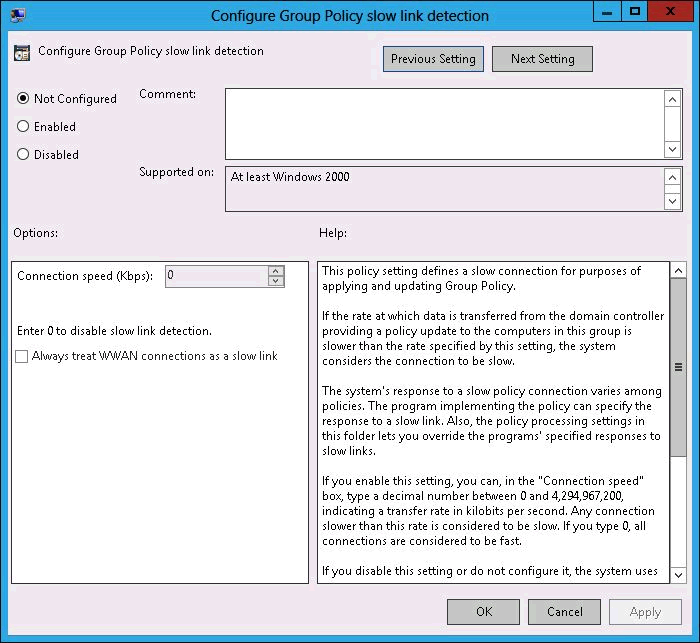 Configure Group Policy slow link detection
Configure Group Policy slow link detection
Previous Setting
Next Setting
Not Configured
Enabled
Disabled
Comment:
Supported on:
At least Windows 2000
Options:
Help:
Connection speed (Kbps):
0
Enter 0 to disable slow link detection.
Always treat WWAN connections as a slow link
This policy setting defines a slow connection for purposes of
applying and updating Group Policy.
If the rate at which data is transferred from the domain controller
providing a policy update to the computers in this group is
slower than the rate specified by this setting, the system
considers the connection to be slow.
The system's response to a slow policy connection varies among
policies. The program implementing the policy can specify the
response to a slow link. Also, the policy processing settings in
this folder lets you override the programs' specified responses to
slow links.
If you enable this setting, you can, in the "Connection speed"
box, type a decimal number between 0 and 4,294,967,200,
indicating a transfer rate in kilobits per second. Any connection
slower than this rate is considered to be slow. If you type 0, all
connections are considered to be fast.
If you disable this setting or do not configure it, the system uses
OK
Cancel
Apply